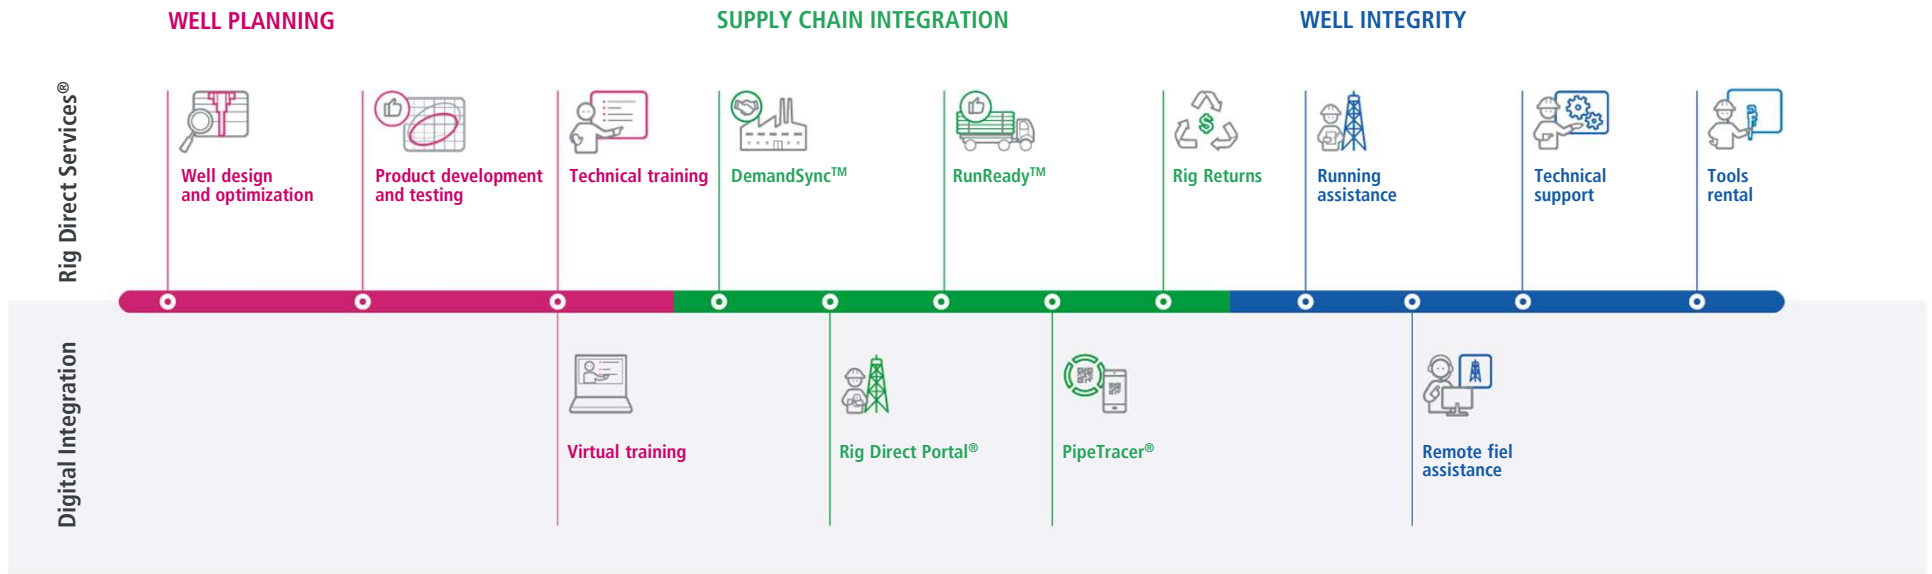 WELL PLANNING
SUPPLY CHAIN INTEGRATION
WELL INTEGRITY
Rig Direct Services®
Well design
and optimization
Product development
and testing
Technical training
DemandSync™
RunReady™
Rig Returns
Running
assistance
Technical
support
Tools
rental
Digital Integration
Virtual training
Rig Direct Portal®
PipeTracer®
Remote fiel
assistance